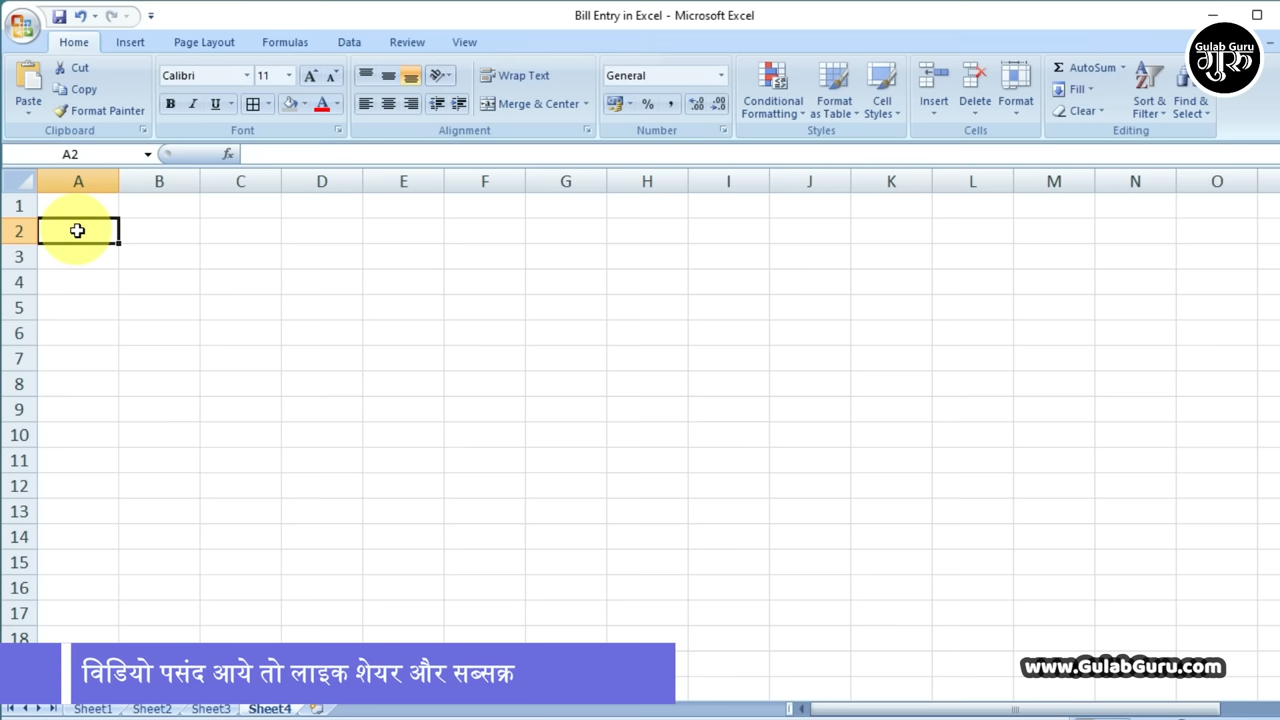 Bill Entry in Excel - Microsoft Excel
Home Insert Page Layout Formulas Data Review View
Gulab Guru
गुरु
Paste
Cut
Copy
Format Painter
Clipboard
Calibri 11
B I U
Font
Wrap Text
Merge & Center
Alignment
General
Number
Conditional Formatting
Format as Table
Cell Styles
Styles
Insert
Delete
Format
Cells
Σ AutoSum
Fill
Clear
Sort & Filter
Find & Select
Editing
A2 fx
A B C D E F G H I J K L M N O
1
2
3
4
5
6
7
8
9
10
11
12
13
14
15
16
17
18
विडियो पसंद आये तो लाइक शेयर और सब्सक्र
www.GulabGuru.com
Sheet1 Sheet2 Sheet3 Sheet4